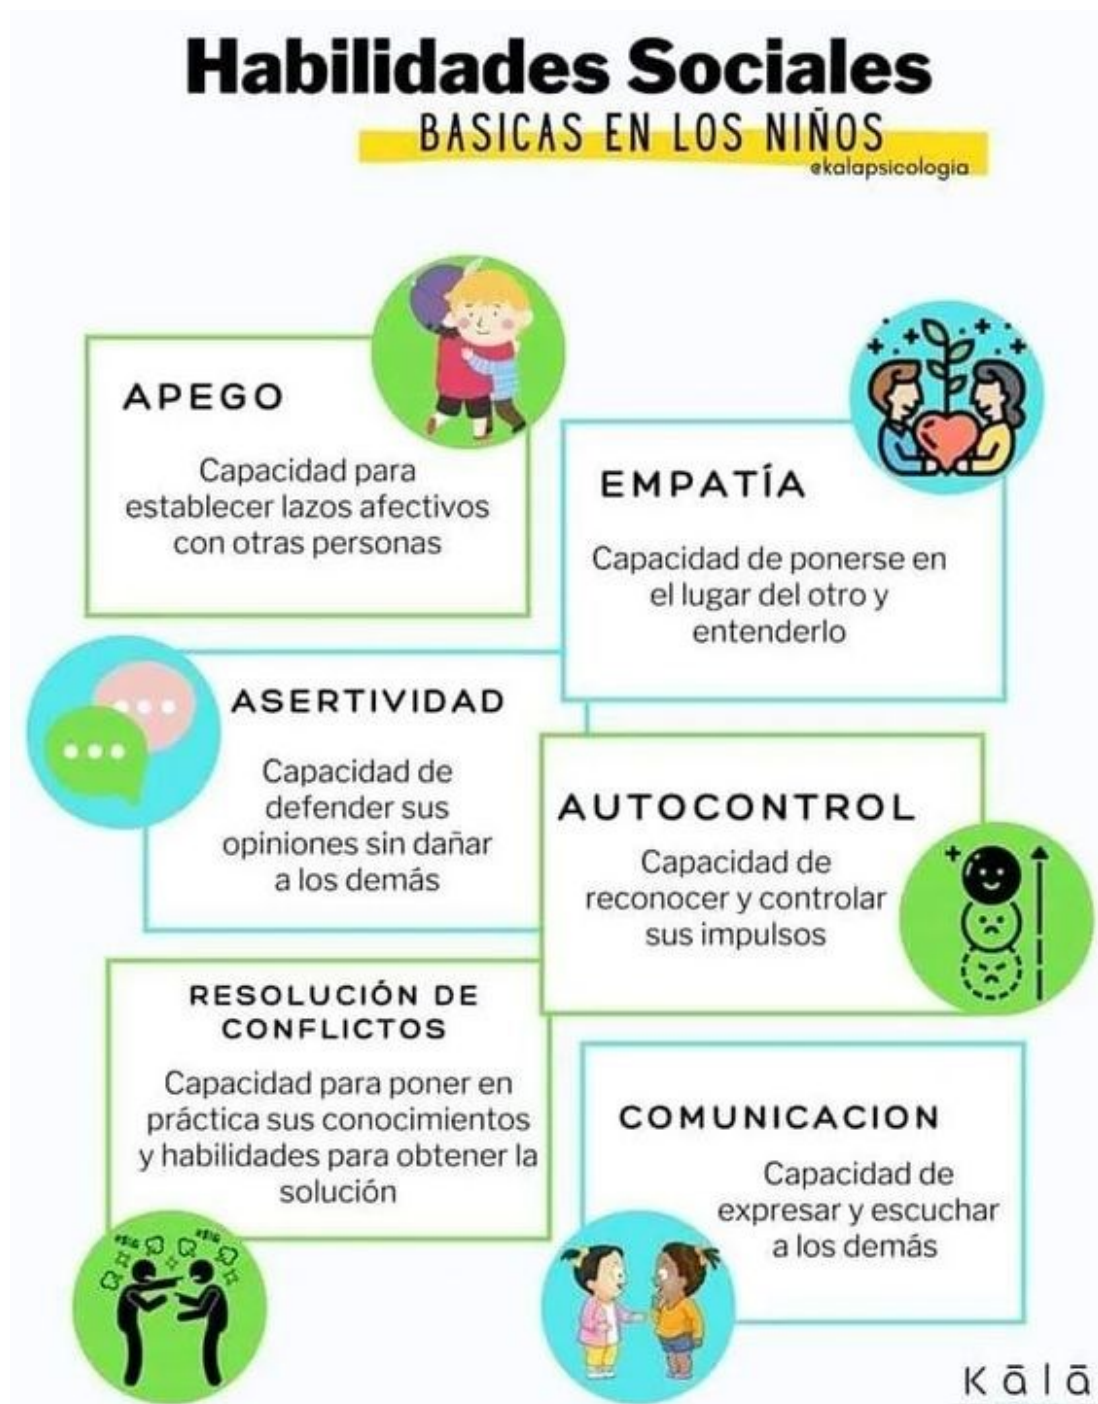 Habilidades Sociales
BASICAS EN LOS NIÑOS
@kalapsicologia
APEGO
Capacidad para
establecer lazos afectivos
con otras personas
EMPATÍA
Capacidad de ponerse en
el lugar del otro y
entenderlo
ASERTIVIDAD
Capacidad de
defender sus
opiniones sin dañar
a los demás
AUTOCONTROL
Capacidad de
reconocer y controlar
sus impulsos
RESOLUCIÓN DE
CONFLICTOS
Capacidad para poner en
práctica sus conocimientos
y habilidades para obtener la
solución
COMUNICACION
Capacidad de
expresar y escuchar
a los demás
Kālā